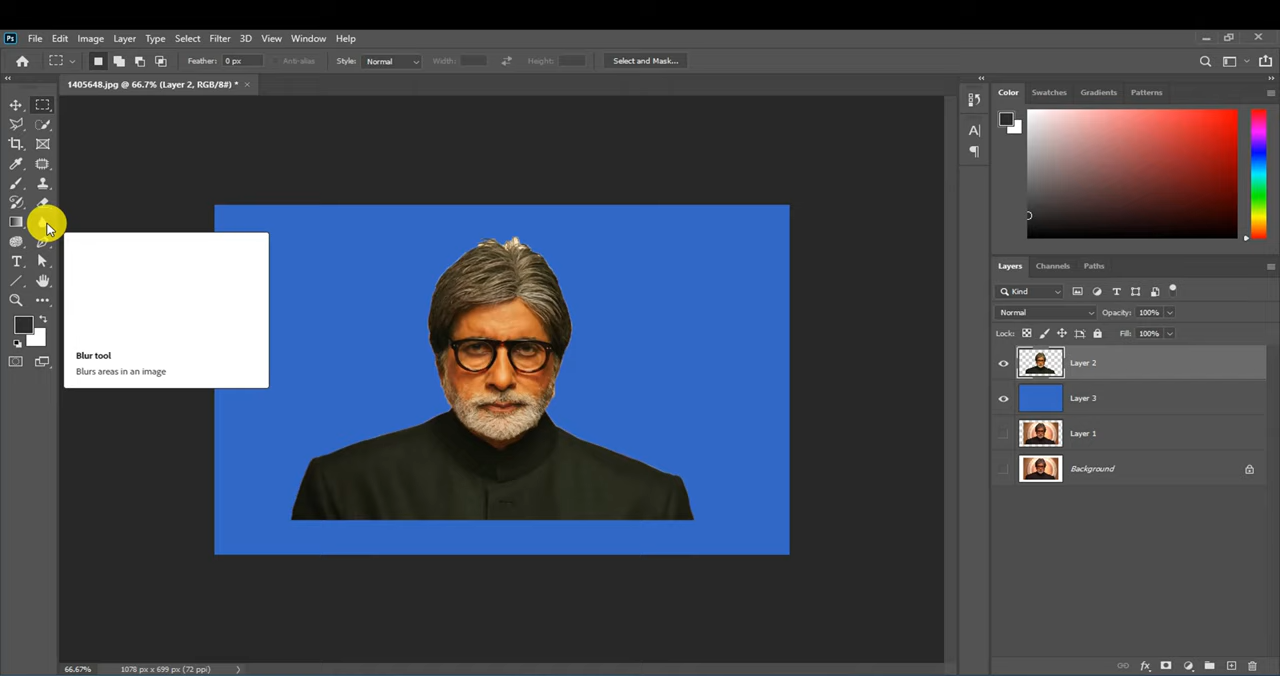 Ps File Edit Image Layer Type Select Filter 3D View Window Help
Feather: 0 px Anti-alias Style: Normal Width: Height: Select and Mask...
1405648.jpg @ 66.7% (Layer 2, RGB/8#) * ×
Color Swatches Gradients Patterns
Blur tool
Blurs areas in an image
Layers Channels Paths
Kind
Normal Opacity: 100%
Lock: Fill: 100%
Layer 2
Layer 3
Layer 1
Background
66.67% 1078 px x 699 px (72 ppi)